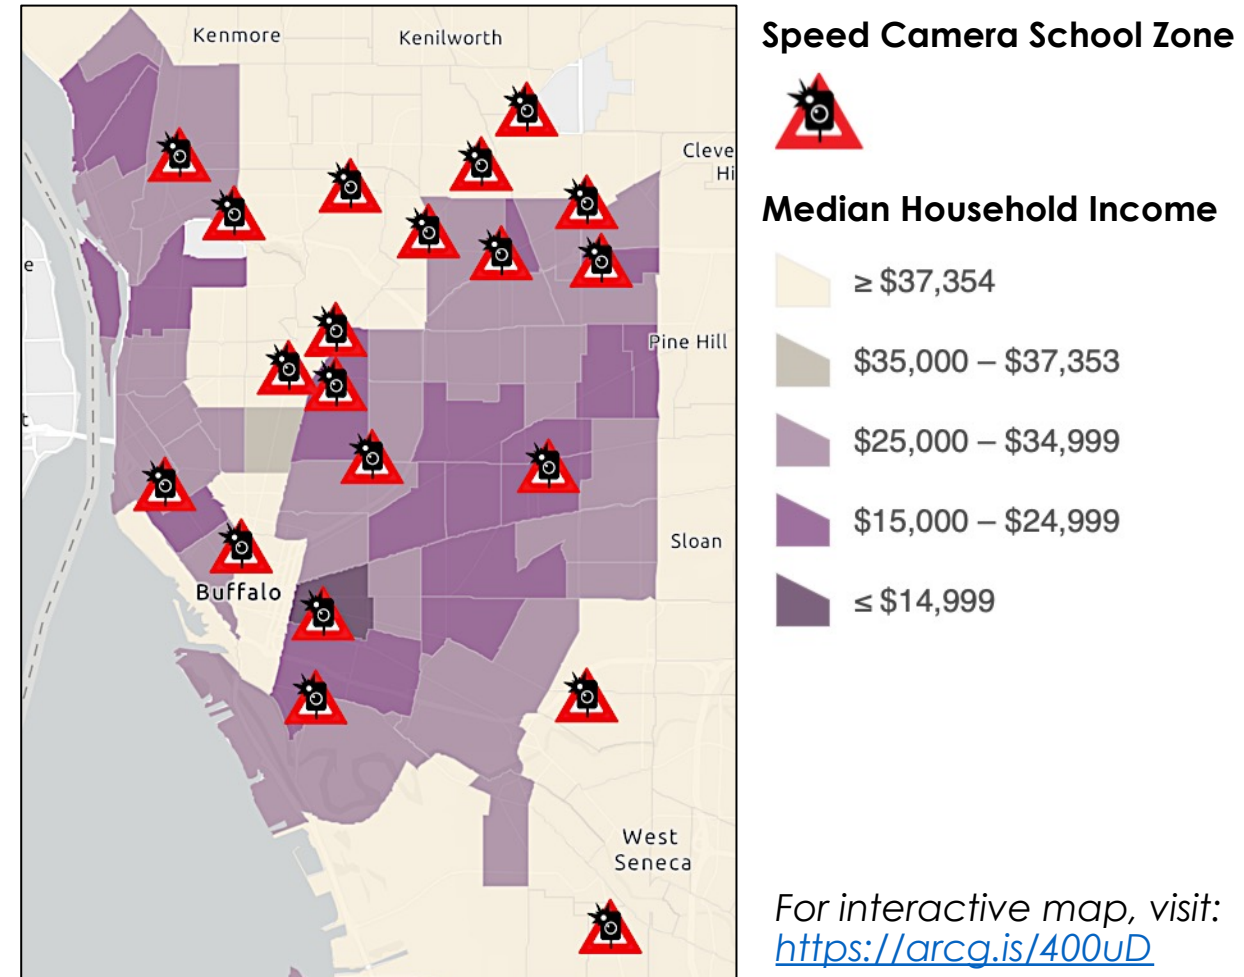 Kenmore
Kenilworth
Cleve
Hi
e
Pine Hill
t
Sloan
Buffalo
West
Seneca
Speed Camera School Zone
Median Household Income
≥ $37,354
$35,000 – $37,353
$25,000 – $34,999
$15,000 – $24,999
≤ $14,999
For interactive map, visit:
https://arcg.is/400uD